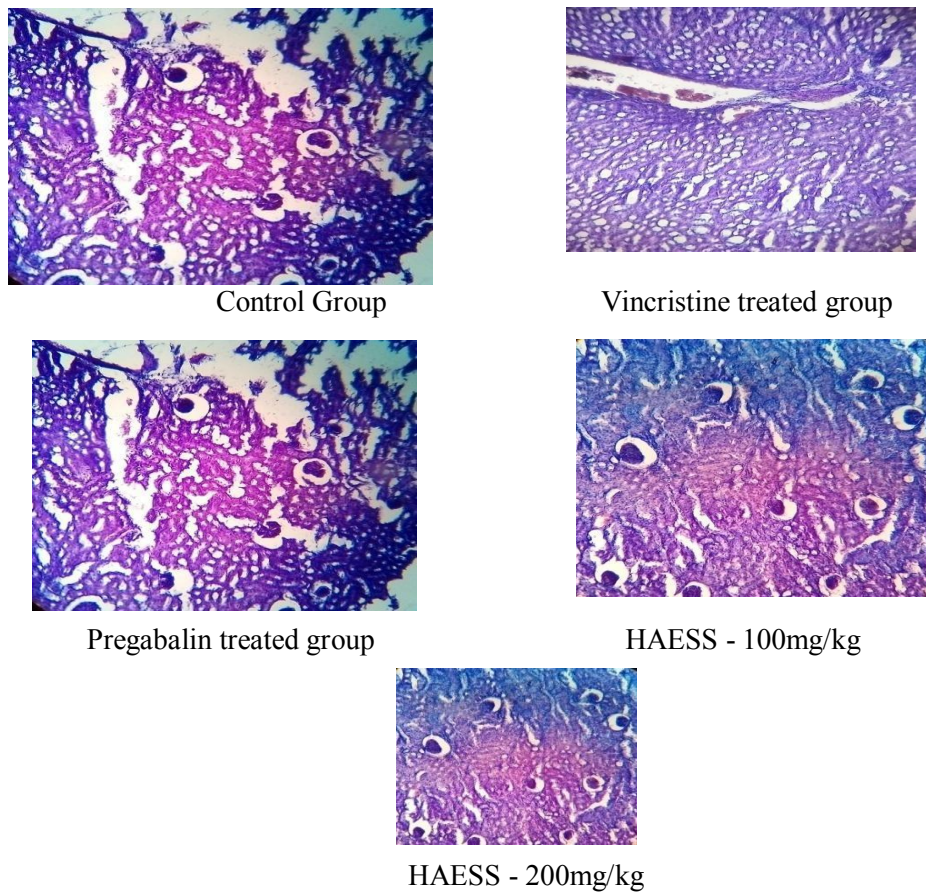 Control Group
Vincristine treated group
Pregabalin treated group
HAESS - 100mg/kg
HAESS - 200mg/kg